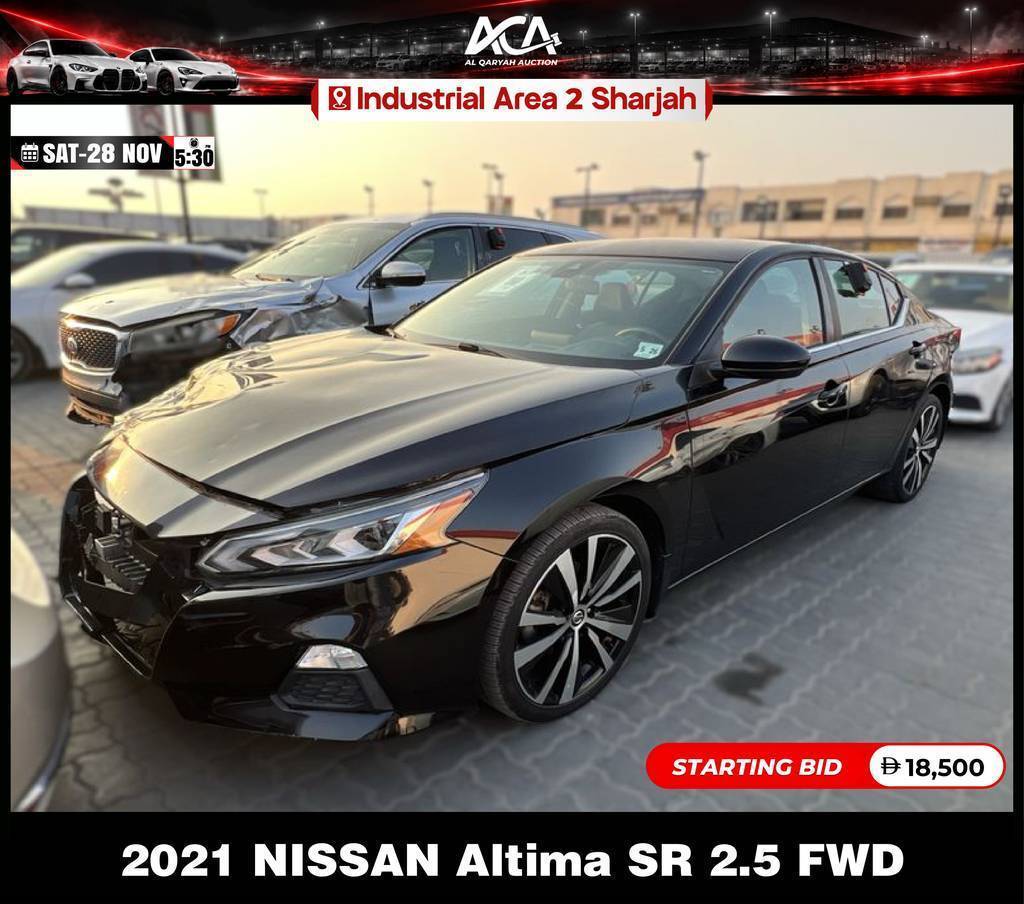 ACA
AL QARYAH AUCTION
Industrial Area 2 Sharjah
SAT-28 NOV
5:30
STARTING BID
18,500
2021 NISSAN Altima SR 2.5 FWD